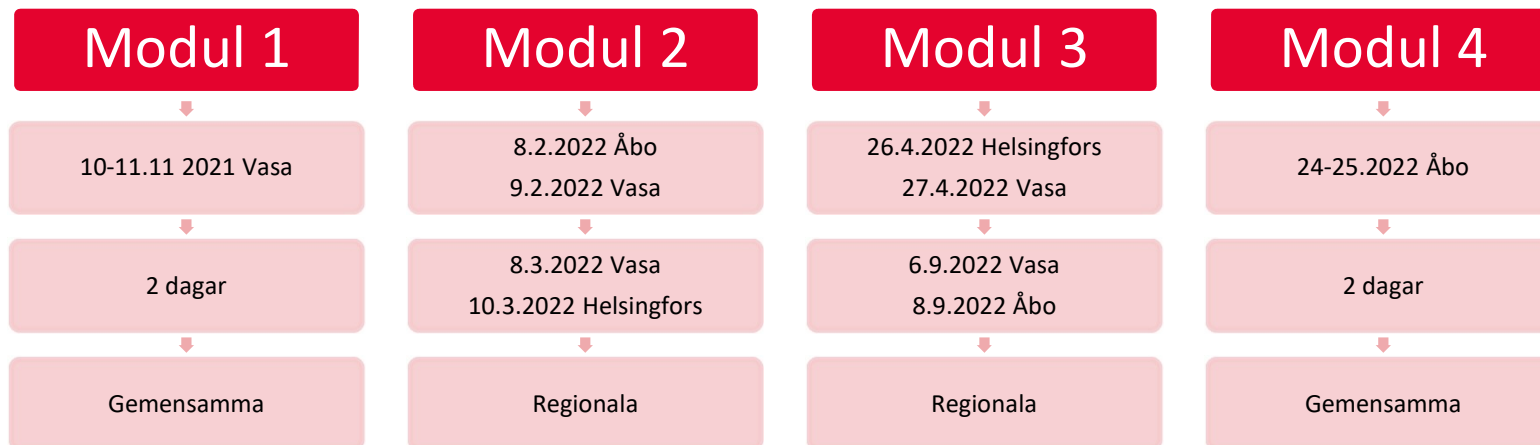 Modul 1
10-11.11 2021 Vasa
2 dagar
Gemensamma
Modul 2
8.2.2022 Åbo
9.2.2022 Vasa
8.3.2022 Vasa
10.3.2022 Helsingfors
Regionala
Modul 3
26.4.2022 Helsingfors
27.4.2022 Vasa
6.9.2022 Vasa
8.9.2022 Åbo
Regionala
Modul 4
24-25.2022 Åbo
2 dagar
Gemensamma